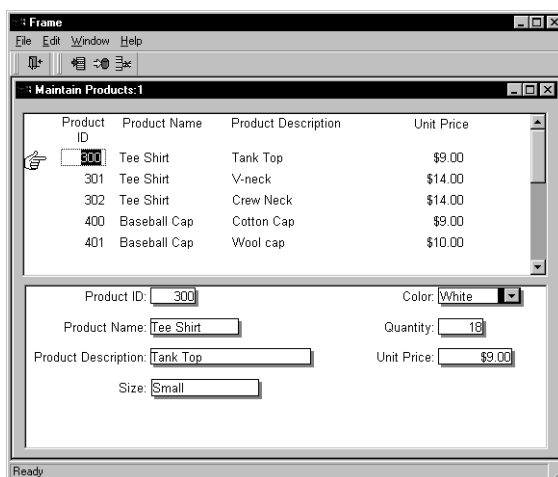 Frame
File Edit Window Help
Maintain Products:1
Product ID Product Name Product Description Unit Price
300 Tee Shirt Tank Top $9.00
301 Tee Shirt V-neck $14.00
302 Tee Shirt Crew Neck $14.00
400 Baseball Cap Cotton Cap $9.00
401 Baseball Cap Wool cap $10.00
Product ID: 300 Color: White
Product Name: Tee Shirt Quantity: 18
Product Description: Tank Top Unit Price: $9.00
Size: Small
Ready